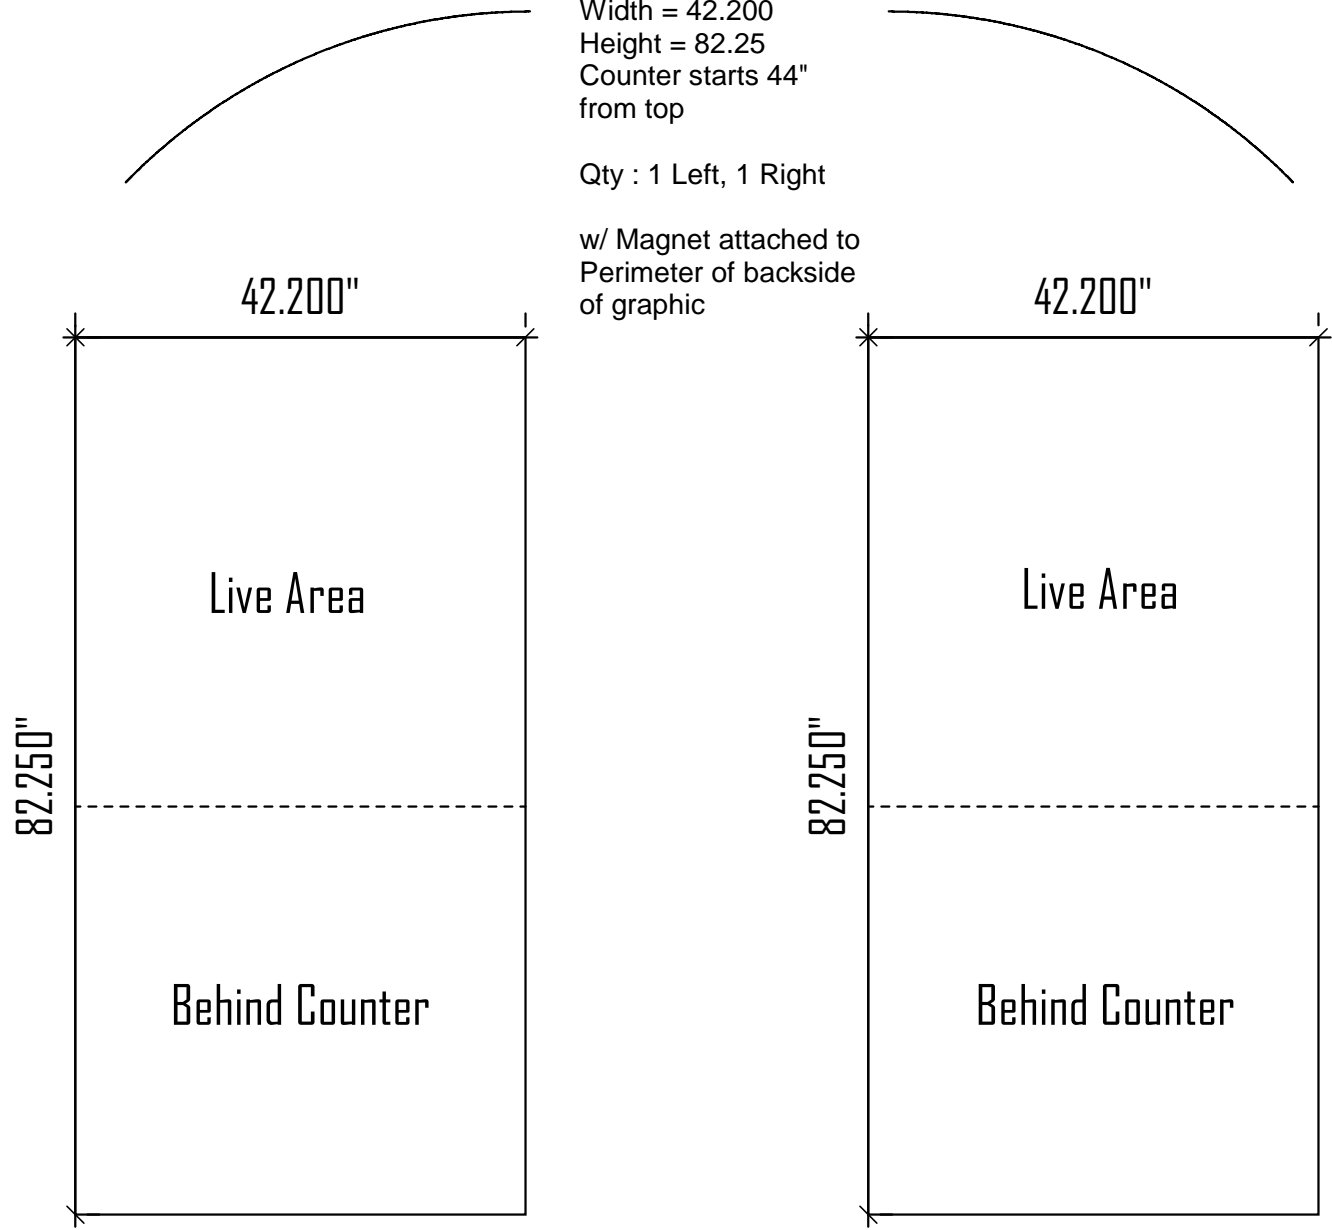 Width = 42.200
Height = 82.25
Counter starts 44"
from top
Qty : 1 Left, 1 Right
w/ Magnet attached to
Perimeter of backside
of graphic
42.200"
42.200"
Live Area
Live Area
82.250"
82.250"
Behind Counter
Behind Counter